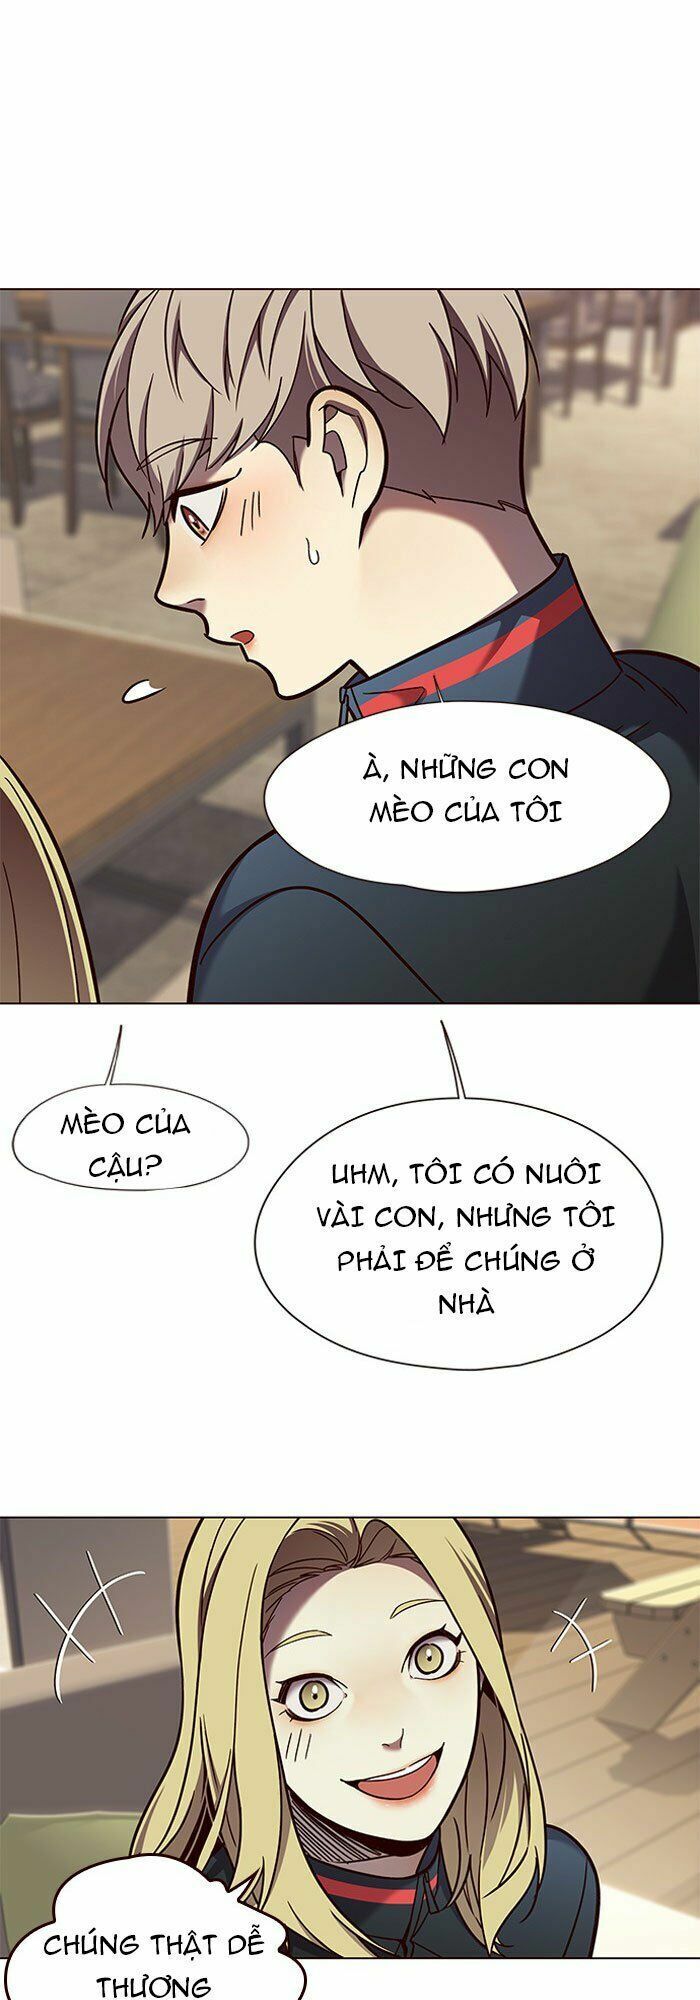 À, NHỮNG CON
MÈO CỦA TÔI
MÈO CỦA
CẬU?
UHM, TÔI CÓ NUÔI
VÀI CON, NHƯNG TÔI
PHẢI ĐỂ CHÚNG Ở
NHÀ
CHÚNG THẬT DỄ
THƯƠNG